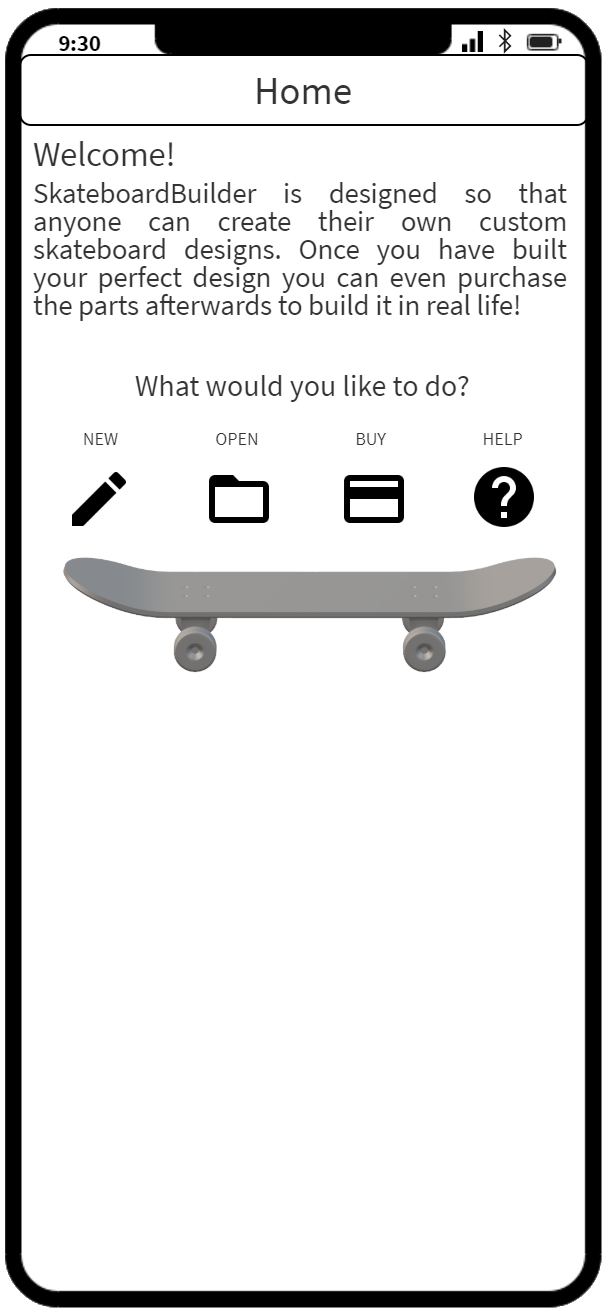 9:30
Home
Welcome!
SkateboardBuilder is designed so that
anyone can create their own custom
skateboard designs. Once you have built
your perfect design you can even purchase
the parts afterwards to build it in real life!
What would you like to do?
NEW OPEN BUY HELP
?